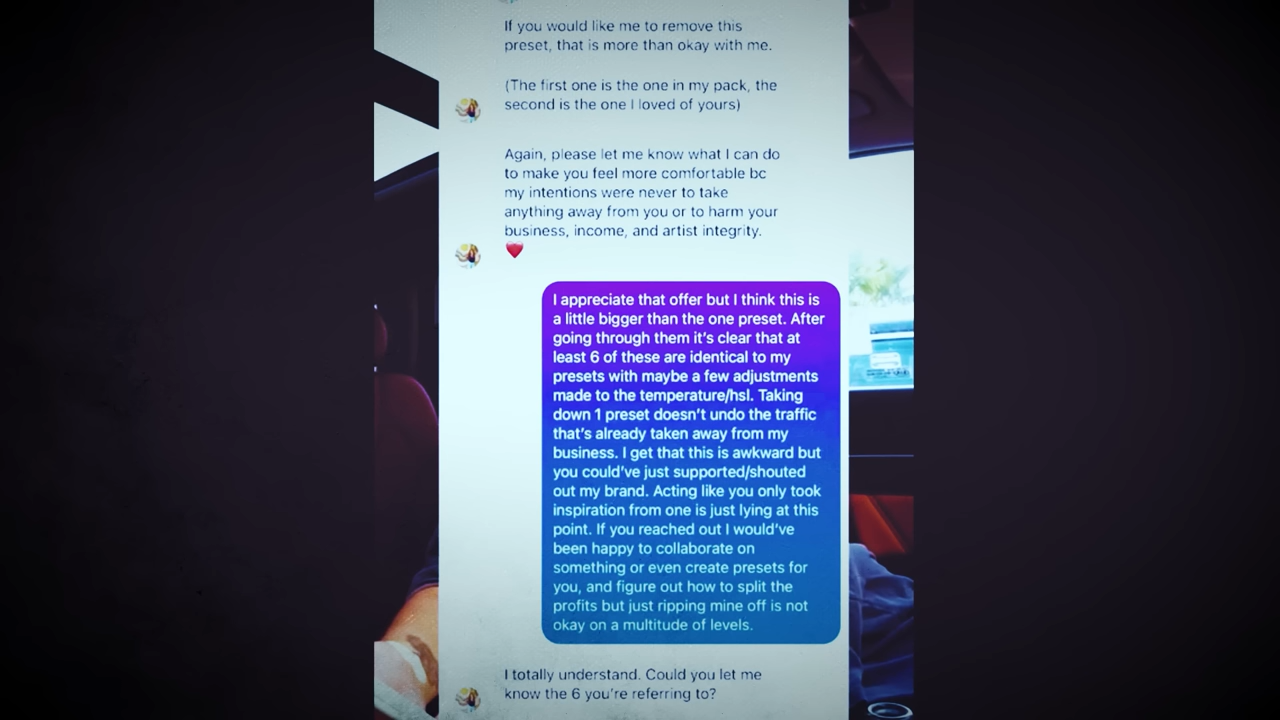 If you would like me to remove this
preset, that is more than okay with me.
(The first one is the one in my pack, the
second is the one I loved of yours)
Again, please let me know what I can do
to make you feel more comfortable bc
my intentions were never to take
anything away from you or to harm your
business, income, and artist integrity.
❤️
I appreciate that offer but I think this is
a little bigger than the one preset. After
going through them it's clear that at
least 6 of these are identical to my
presets with maybe a few adjustments
made to the temperature/hsl. Taking
down 1 preset doesn't undo the traffic
that's already taken away from my
business. I get that this is awkward but
you could've just supported/shouted
out my brand. Acting like you only took
inspiration from one is just lying at this
point. If you reached out I would've
been happy to collaborate on
something or even create presets for
you, and figure out how to split the
profits but just ripping mine off is not
okay on a multitude of levels.
I totally understand. Could you let me
know the 6 you're referring to?